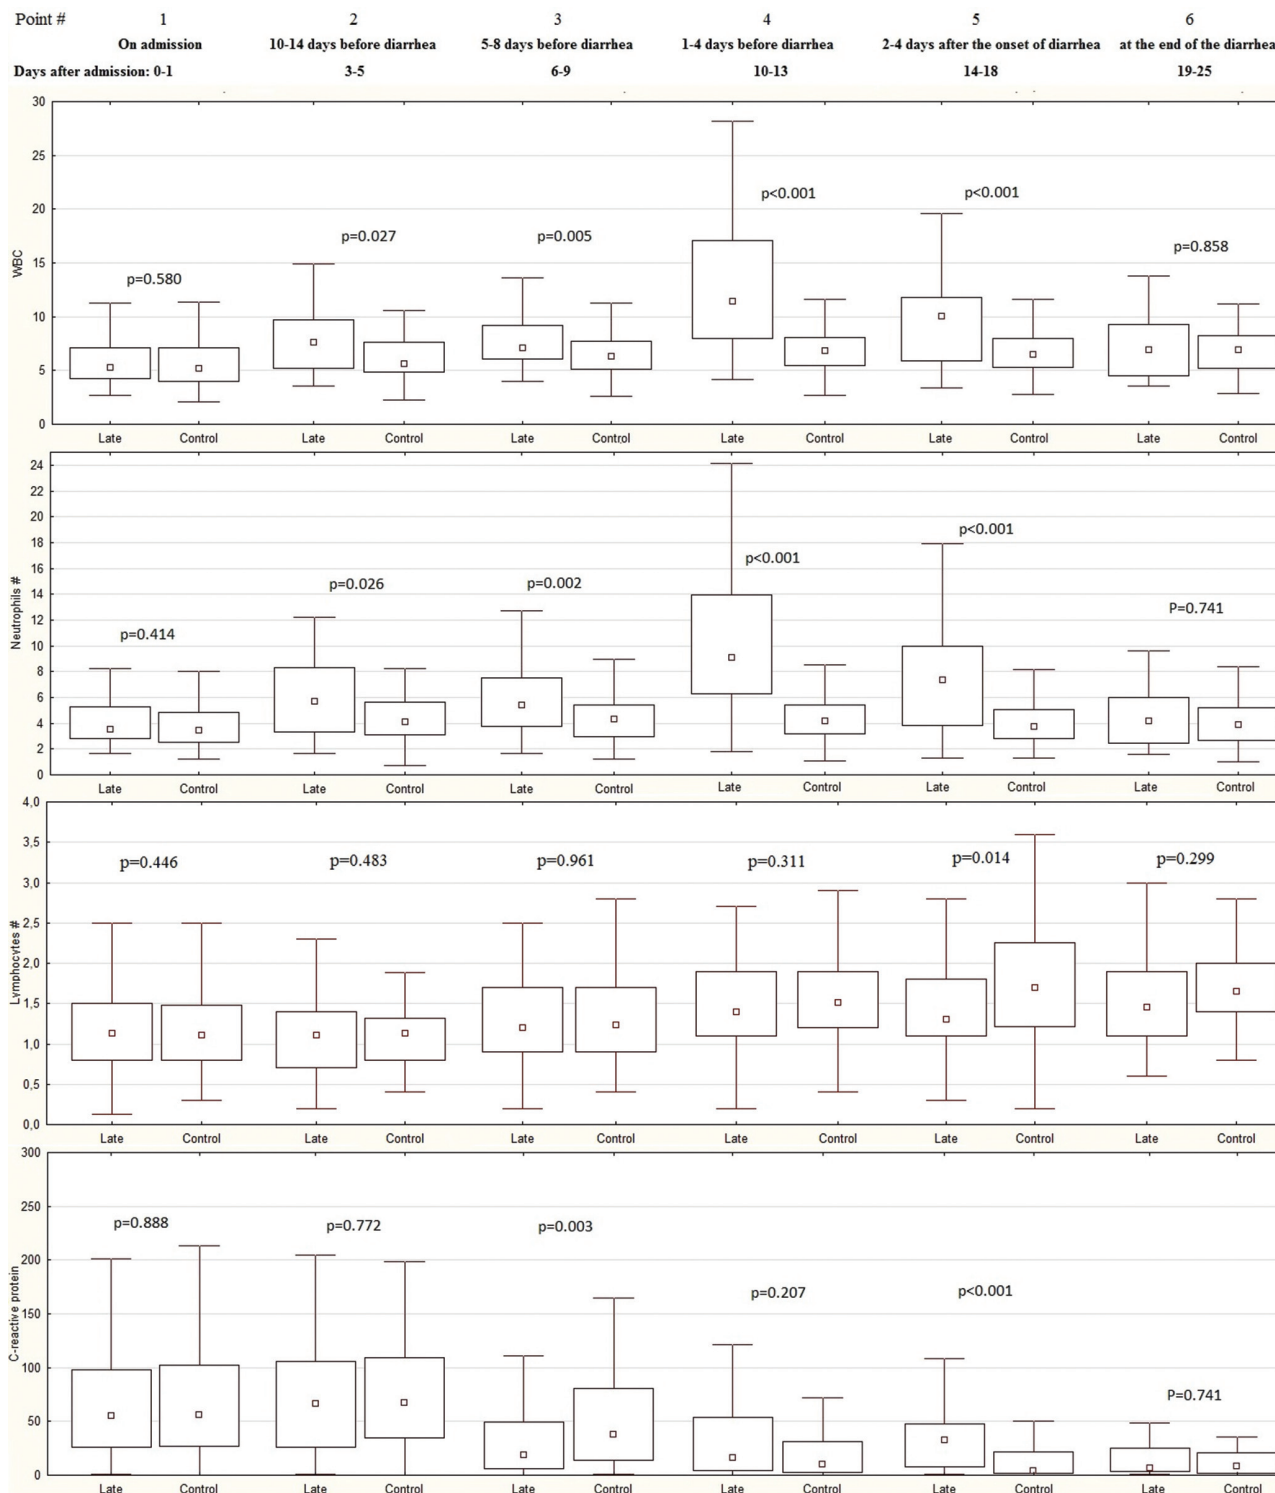 Point # 1 2 3 4 5 6
On admission 10-14 days before diarrhea 5-8 days before diarrhea 1-4 days before diarrhea 2-4 days after the onset of diarrhea at the end of the diarrhea
Days after admission: 0-1 3-5 6-9 10-13 14-18 19-25
WBC
30
25
20
15
10
5
0
p=0.580 p=0.027 p=0.005 p<0.001 p<0.001 p=0.858
Late Control Late Control Late Control Late Control Late Control Late Control
Neutrophils #
24
22
20
18
16
14
12
10
8
6
4
2
0
p=0.414 p=0.026 p=0.002 p<0.001 p<0.001 P=0.741
Late Control Late Control Late Control Late Control Late Control Late Control
Lymphocytes #
4,0
3,5
3,0
2,5
2,0
1,5
1,0
0,5
0,0
p=0.446 p=0.483 p=0.961 p=0.311 p=0.014 p=0.299
Late Control Late Control Late Control Late Control Late Control Late Control
C-reactive protein
300
250
200
150
100
50
0
p=0.888 p=0.772 p=0.003 p=0.207 p<0.001 P=0.741
Late Control Late Control Late Control Late Control Late Control Late Control